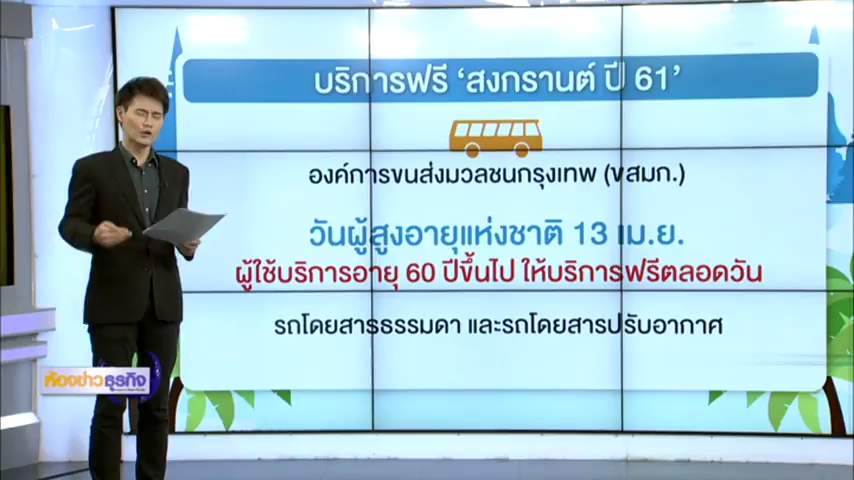 บริการฟรี ‘สงกรานต์ ปี 61’
องค์การขนส่งมวลชนกรุงเทพ (ขสมก.)
วันผู้สูงอายุแห่งชาติ 13 เม.ย.
ผู้ใช้บริการอายุ 60 ปีขึ้นไป ให้บริการฟรีตลอดวัน
รถโดยสารธรรมดา และรถโดยสารปรับอากาศ
ห้องข่าวธุรกิจ